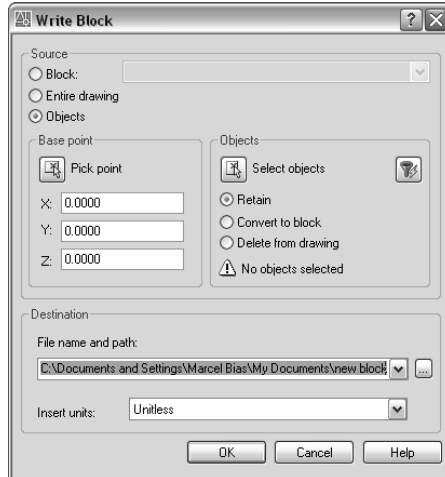 Write Block
Source
Block:
Entire drawing
Objects
Base point
Pick point
X: 0.0000
Y: 0.0000
Z: 0.0000
Objects
Select objects
Retain
Convert to block
Delete from drawing
No objects selected
Destination
File name and path:
C:\Documents and Settings\Marcel Bias\My Documents\new block
...
Insert units: Unitless
OK Cancel Help